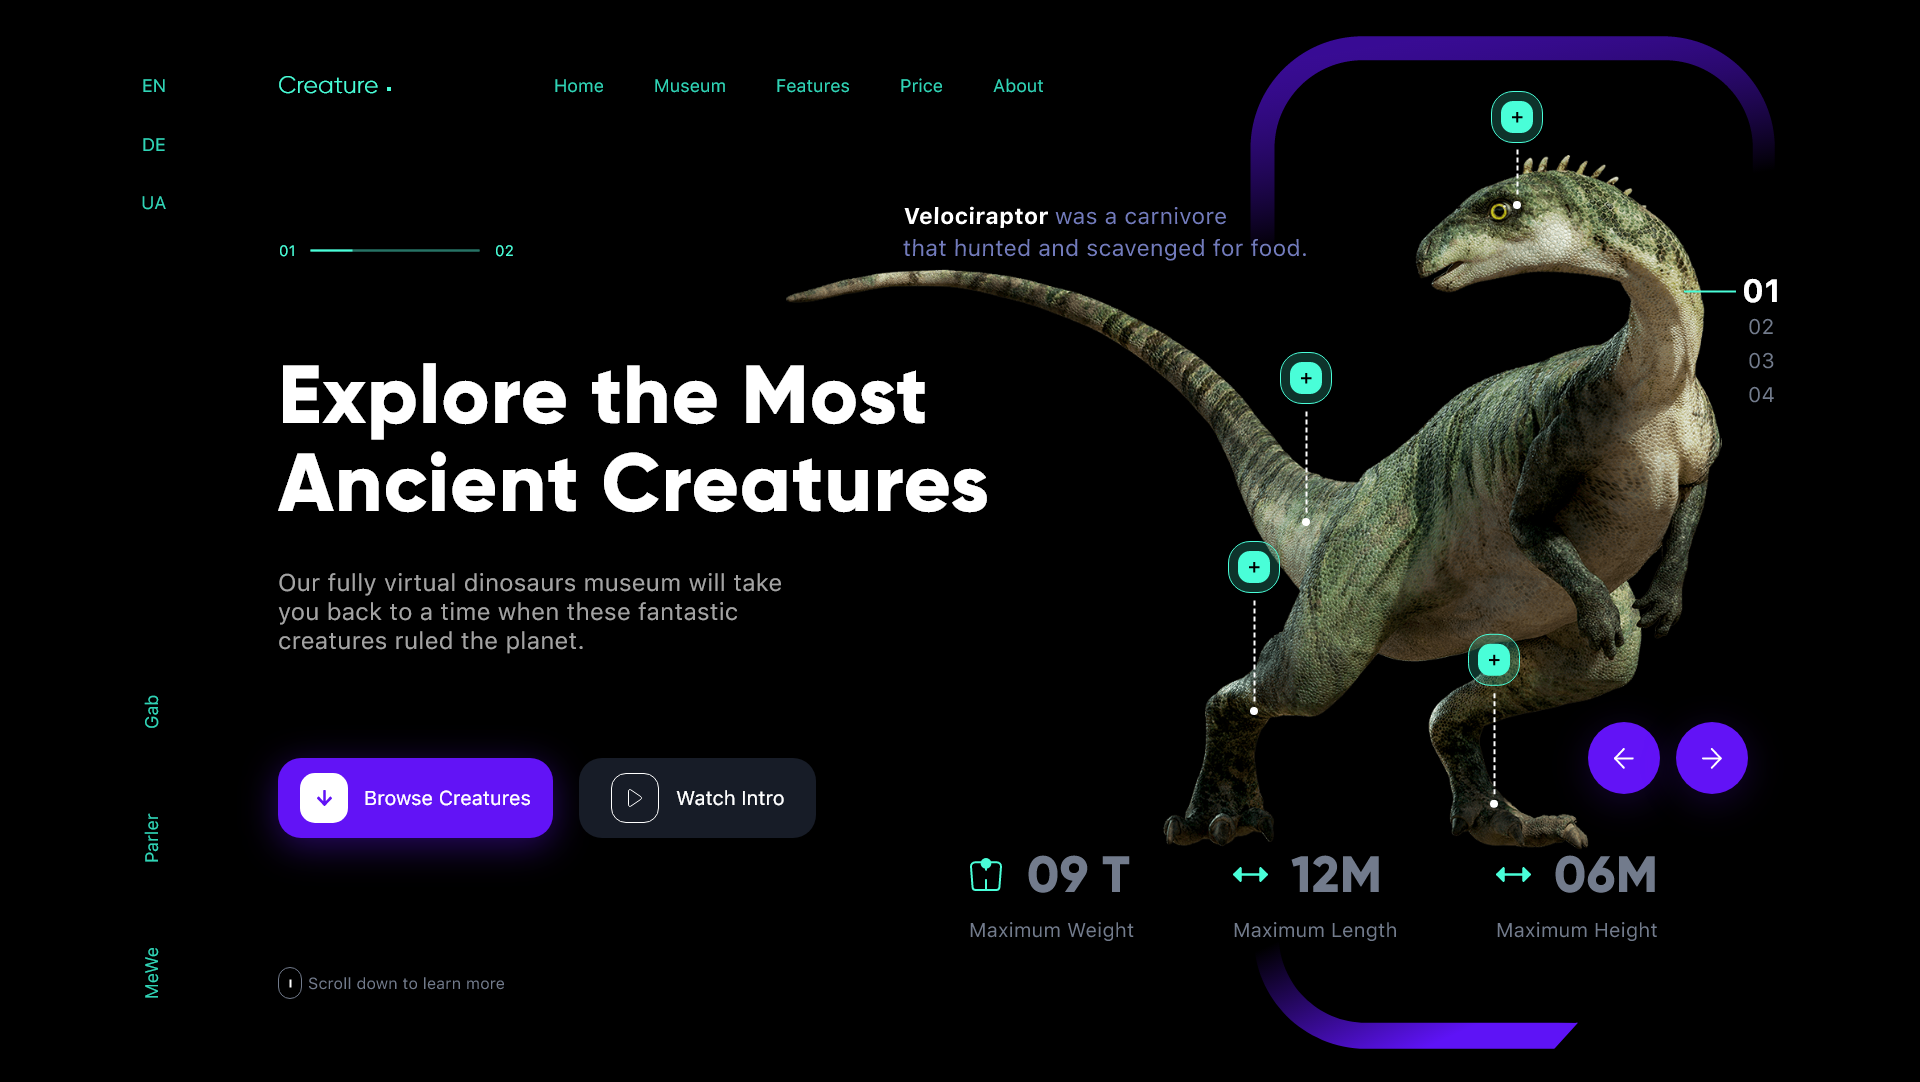 EN
DE
UA
Creature .
Home
Museum
Features
Price
About
Velociraptor was a carnivore
that hunted and scavenged for food.
01
02
01
02
03
04
Explore the Most
Ancient Creatures
Our fully virtual dinosaurs museum will take
you back to a time when these fantastic
creatures ruled the planet.
Gab
Parler
MeWe
Browse Creatures
Watch Intro
09 T
Maximum Weight
12M
Maximum Length
06M
Maximum Height
Scroll down to learn more